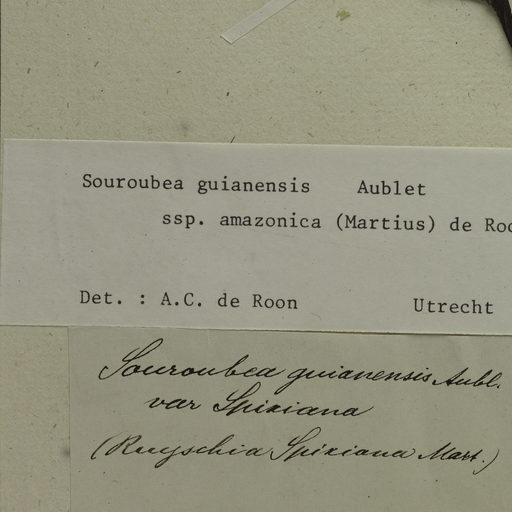 Souroubea guianensis Aublet
ssp. amazonica (Martius) de Roo
Det. : A.C. de Roon Utrecht
Souroubea guianensis Aubl.
var Spixiana
(Ruyschia Spixiana Mart.)